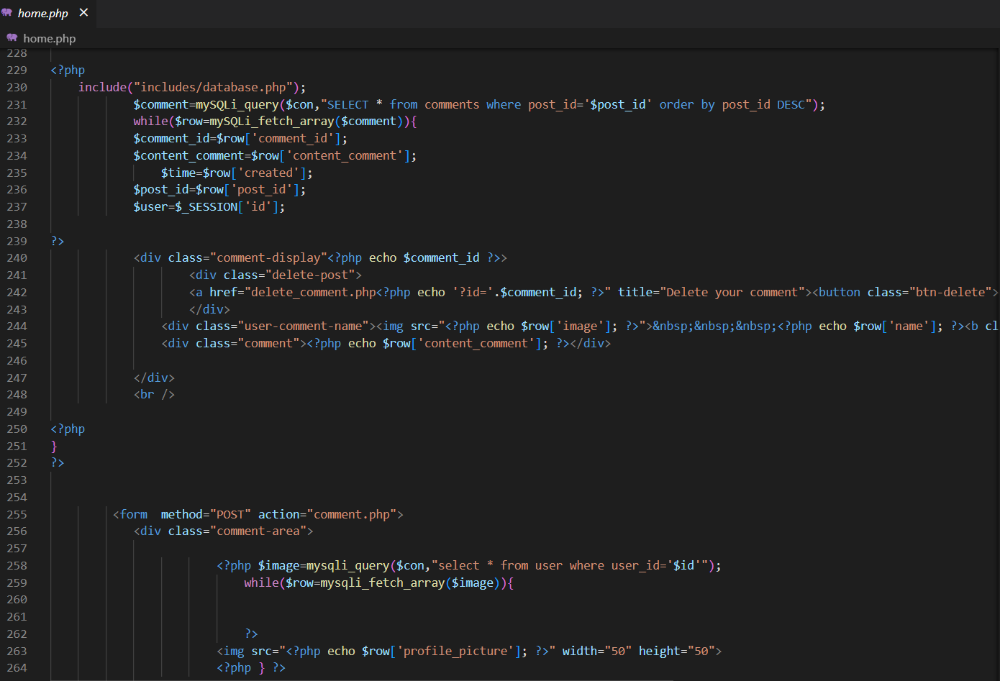 home.php
home.php
228
229 <?php
230 include("includes/database.php");
231 $comment=mySQLi_query($con,"SELECT * from comments where post_id='$post_id' order by post_id DESC");
232 while($row=mySQLi_fetch_array($comment)){
233 $comment_id=$row['comment_id'];
234 $content_comment=$row['content_comment'];
235 $time=$row['created'];
236 $post_id=$row['post_id'];
237 $user=$_SESSION['id'];
238
239 ?>
240 <div class="comment-display"<?php echo $comment_id ?>>
241 <div class="delete-post">
242 <a href="delete_comment.php<?php echo '?id='.$comment_id; ?>" title="Delete your comment"><button class="btn-delete">
243 </div>
244 <div class="user-comment-name"><img src="<?php echo $row['image']; ?>">&nbsp;&nbsp;&nbsp;<?php echo $row['name']; ?><b cl
245 <div class="comment"><?php echo $row['content_comment']; ?></div>
246
247 </div>
248 <br />
249
250 <?php
251 }
252 ?>
253
254
255 <form  method="POST" action="comment.php">
256 <div class="comment-area">
257
258 <?php $image=mysqli_query($con,"select * from user where user_id='$id'");
259 while($row=mysqli_fetch_array($image)){
260
261
262 ?>
263 <img src="<?php echo $row['profile_picture']; ?>" width="50" height="50">
264 <?php } ?>